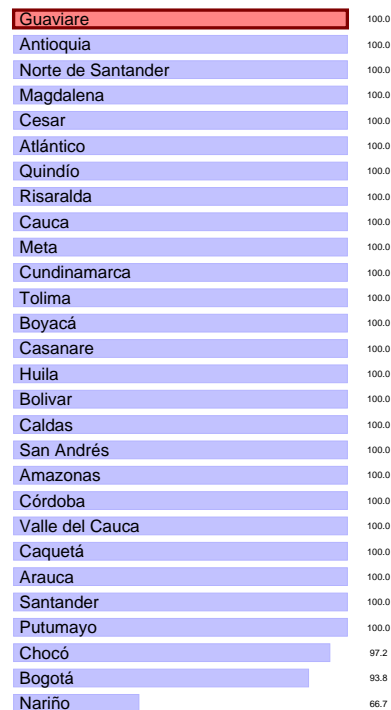 Guaviare 100.0
Antioquia 100.0
Norte de Santander 100.0
Magdalena 100.0
Cesar 100.0
Atlántico 100.0
Quindío 100.0
Risaralda 100.0
Cauca 100.0
Meta 100.0
Cundinamarca 100.0
Tolima 100.0
Boyacá 100.0
Casanare 100.0
Huila 100.0
Bolivar 100.0
Caldas 100.0
San Andrés 100.0
Amazonas 100.0
Córdoba 100.0
Valle del Cauca 100.0
Caquetá 100.0
Arauca 100.0
Santander 100.0
Putumayo 100.0
Chocó 97.2
Bogotá 93.8
Nariño 66.7